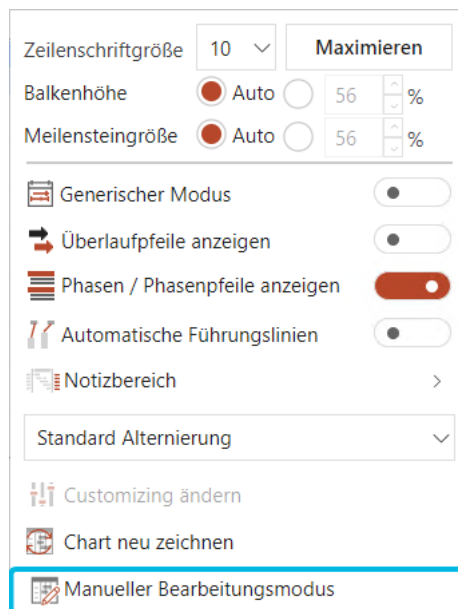 Zeilenschriftgröße 10 Maximieren
Balkenhöhe Auto 56 %
Meilensteingröße Auto 56 %
Generischer Modus
Überlaufpfeile anzeigen
Phasen / Phasenpfeile anzeigen
Automatische Führungslinien
Notizbereich
Standard Alternierung
Customizing ändern
Chart neu zeichnen
Manueller Bearbeitungsmodus